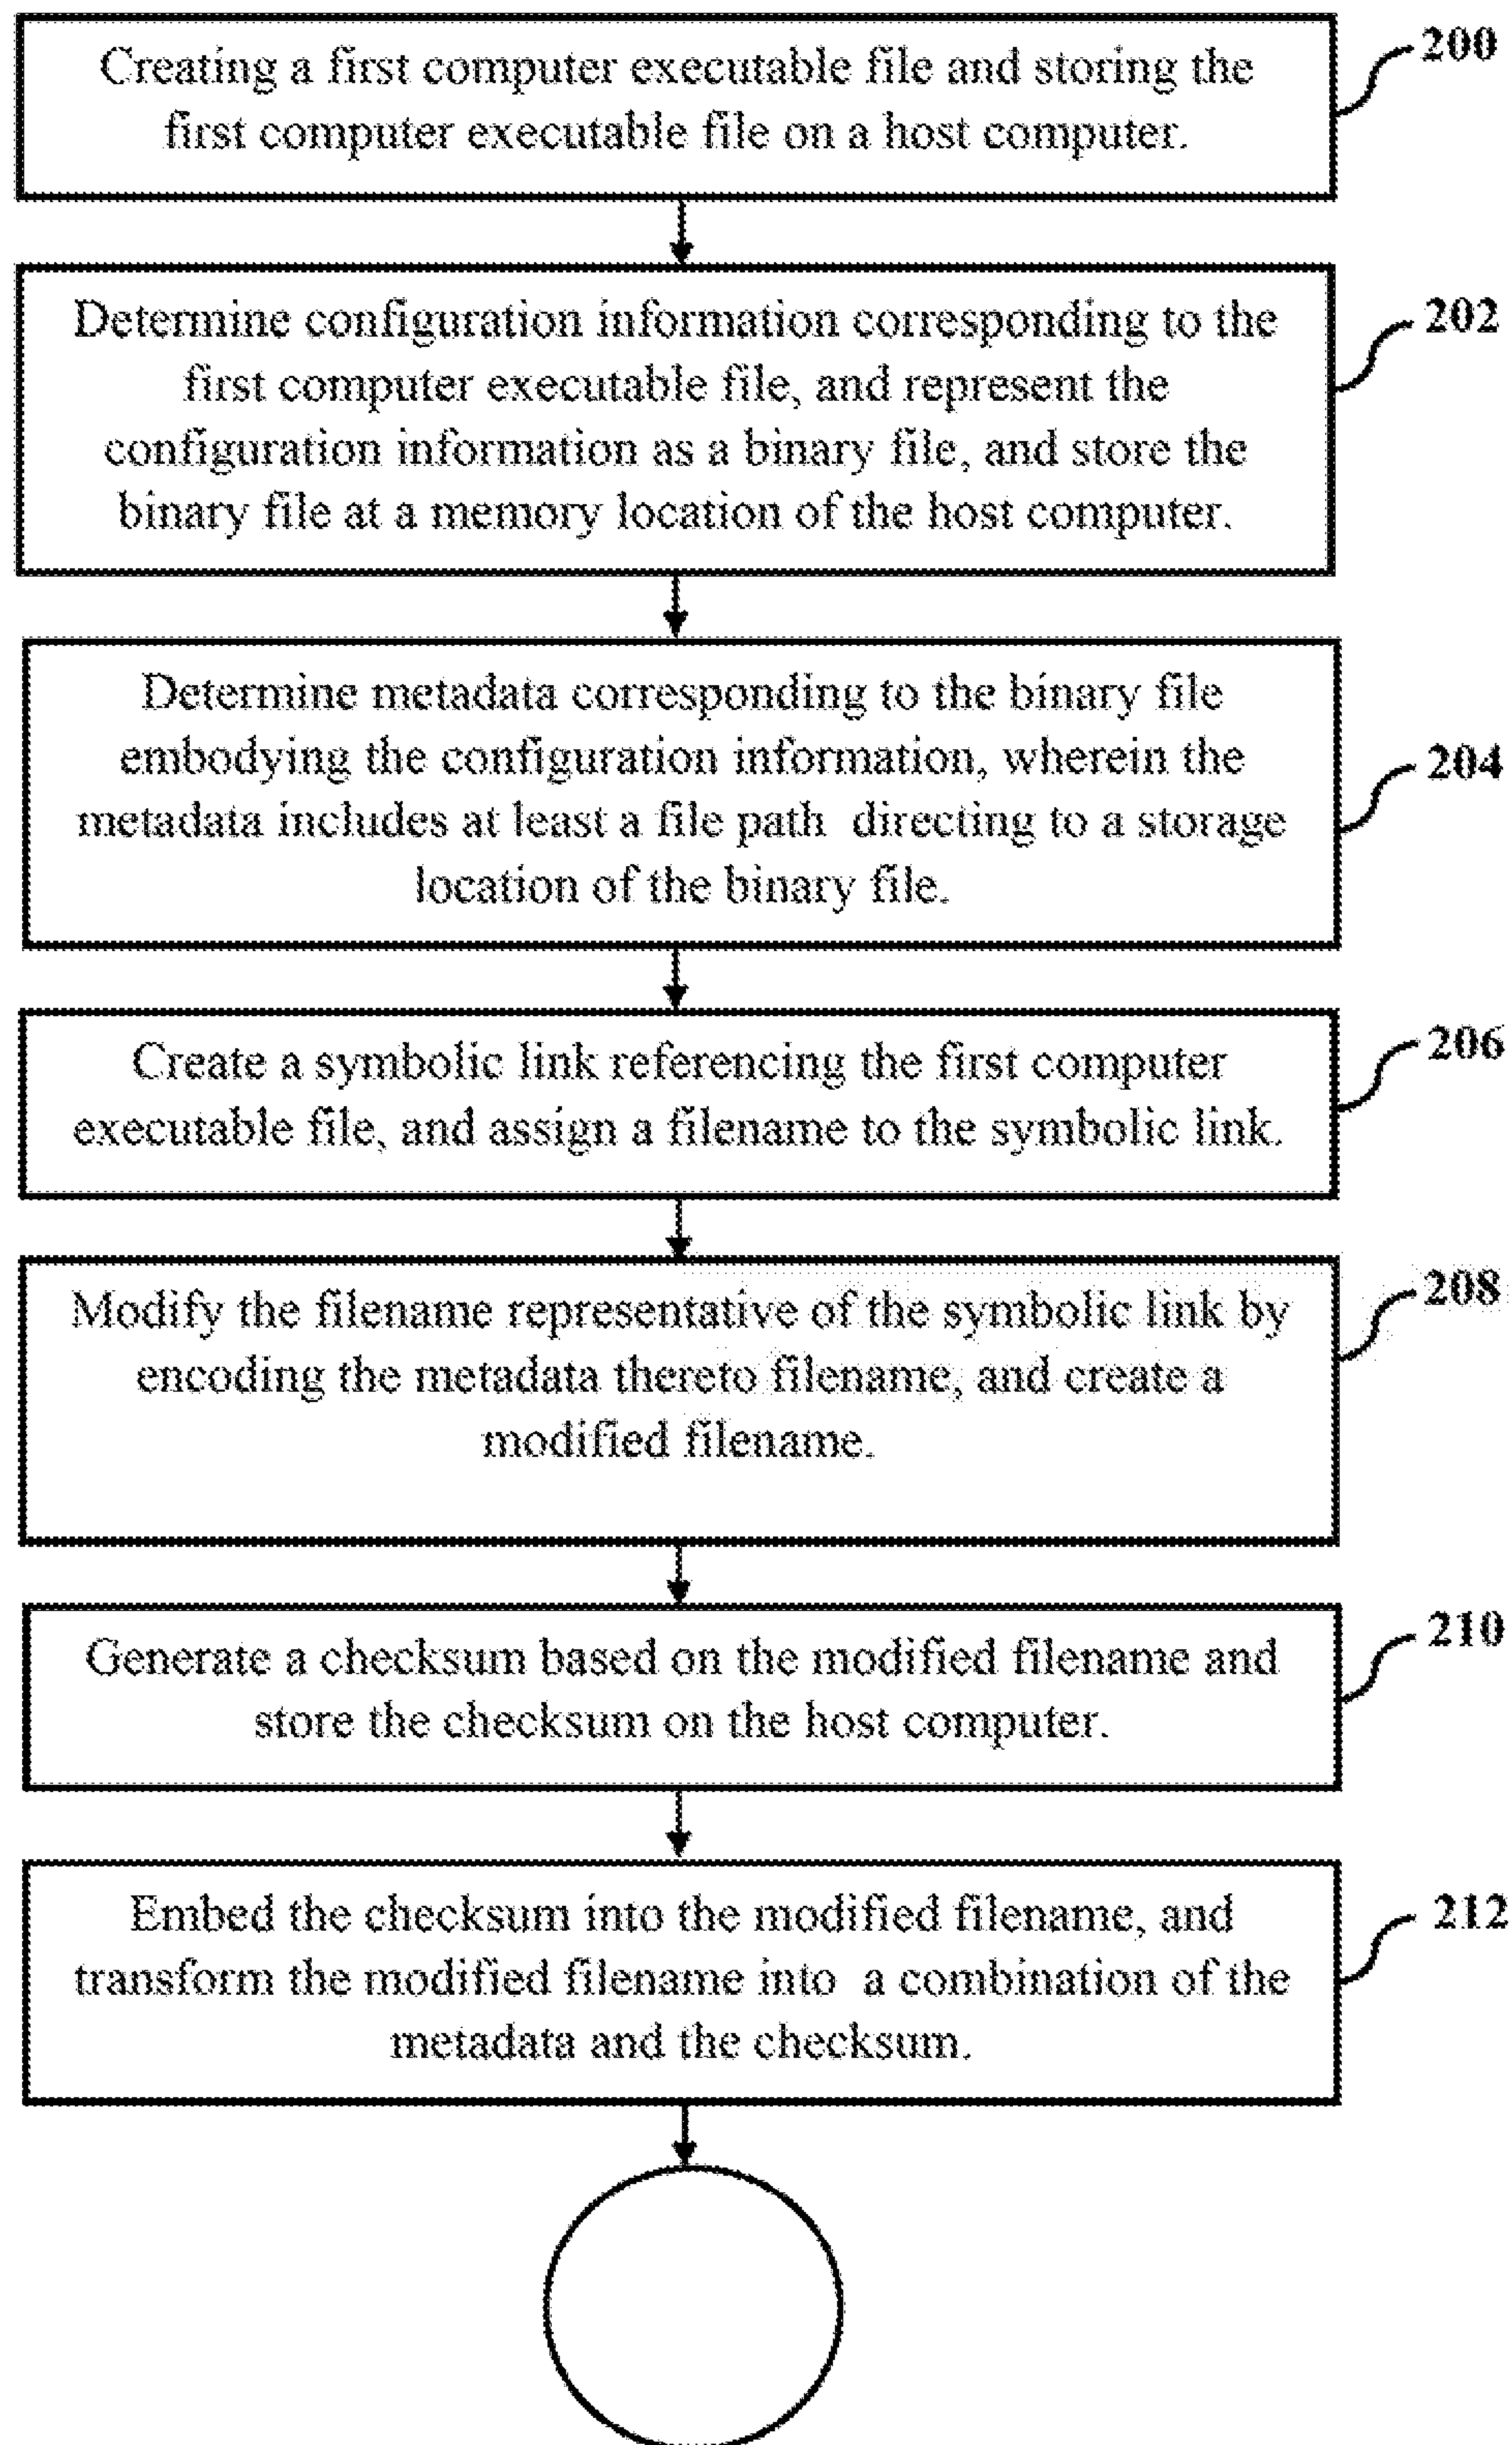 Creating a first computer executable file and storing the
first computer executable file on a host computer.
200
Determine configuration information corresponding to the
first computer executable file, and represent the
configuration information as a binary file, and store the
binary file at a memory location of the host computer.
202
Determine metadata corresponding to the binary file
embodying the configuration information, wherein the
metadata includes at least a file path directing to a storage
location of the binary file.
204
Create a symbolic link referencing the first computer
executable file, and assign a filename to the symbolic link.
206
Modify the filename representative of the symbolic link by
encoding the metadata thereto filename, and create a
modified filename.
208
Generate a checksum based on the modified filename and
store the checksum on the host computer.
210
Embed the checksum into the modified filename, and
transform the modified filename into a combination of the
metadata and the checksum.
212